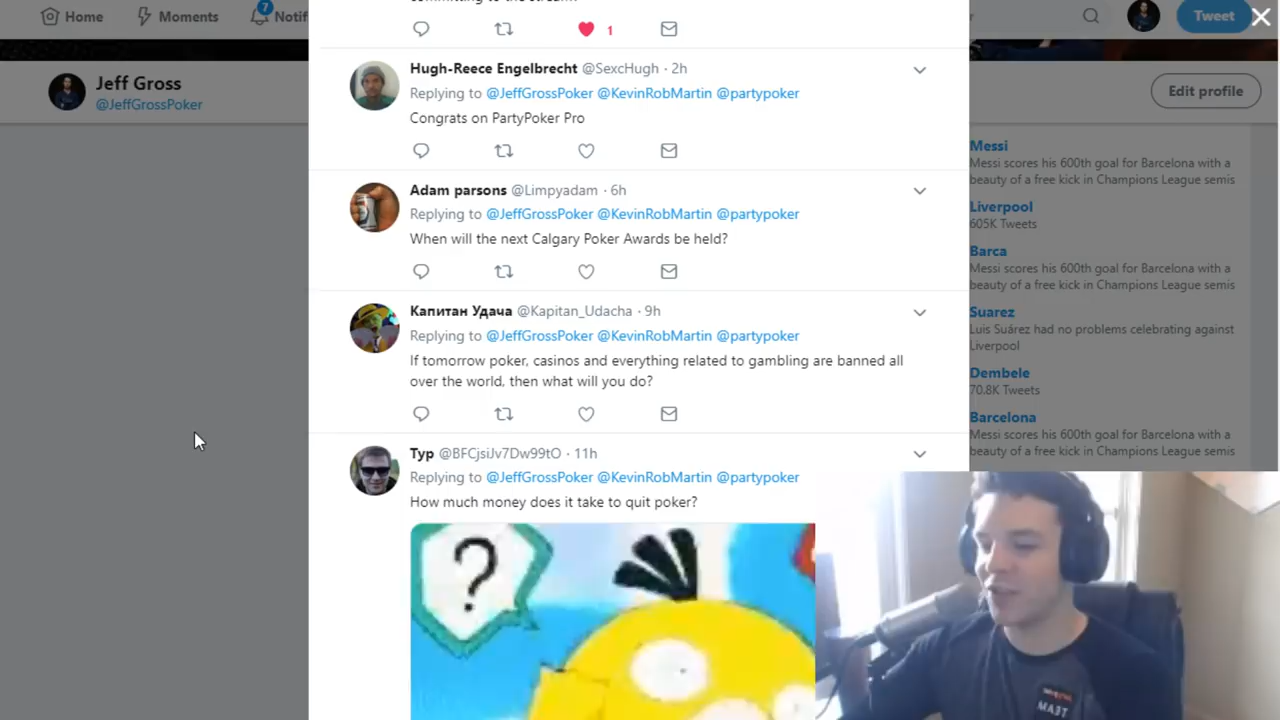 Home
Moments
7
Notif
Tweet
Jeff Gross
@JeffGrossPoker
Edit profile
1
Hugh-Reece Engelbrecht @SexcHugh · 2h
Replying to @JeffGrossPoker @KevinRobMartin @partypoker
Congrats on PartyPoker Pro
Adam parsons @Limpyadam · 6h
Replying to @JeffGrossPoker @KevinRobMartin @partypoker
When will the next Calgary Poker Awards be held?
Капитан Удача @Kapitan_Udacha · 9h
Replying to @JeffGrossPoker @KevinRobMartin @partypoker
If tomorrow poker, casinos and everything related to gambling are banned all
over the world, then what will you do?
Тур @BFCjsiJv7Dw99tO · 11h
Replying to @JeffGrossPoker @KevinRobMartin @partypoker
How much money does it take to quit poker?
?
Messi
Messi scores his 600th goal for Barcelona with a
beauty of a free kick in Champions League semis
Liverpool
605K Tweets
Barca
Messi scores his 600th goal for Barcelona with a
beauty of a free kick in Champions League semis
Suarez
Luis Suárez had no problems celebrating against
Liverpool
Dembele
70.8K Tweets
Barcelona
Messi scores his 600th goal for Barcelona with a
beauty of a free kick in Champions League semis